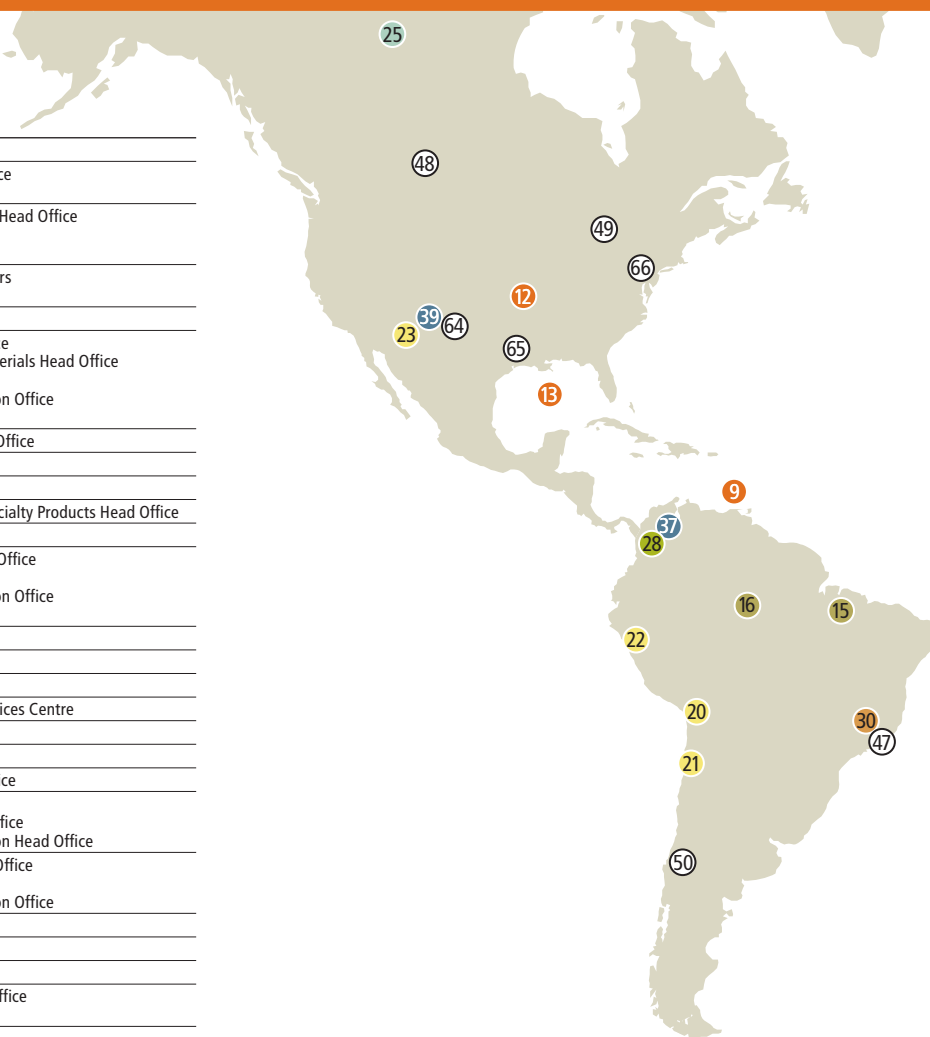 ce
Head Office
rs
e
erials Head Office
on Office
Office
cialty Products Head Office
Office
on Office
ices Centre
ice
fice
on Head Office
Office
on Office
ffice
25
48
49
66
12
39
64
23
65
13
9
37
28
16
15
22
20
30
47
21
50